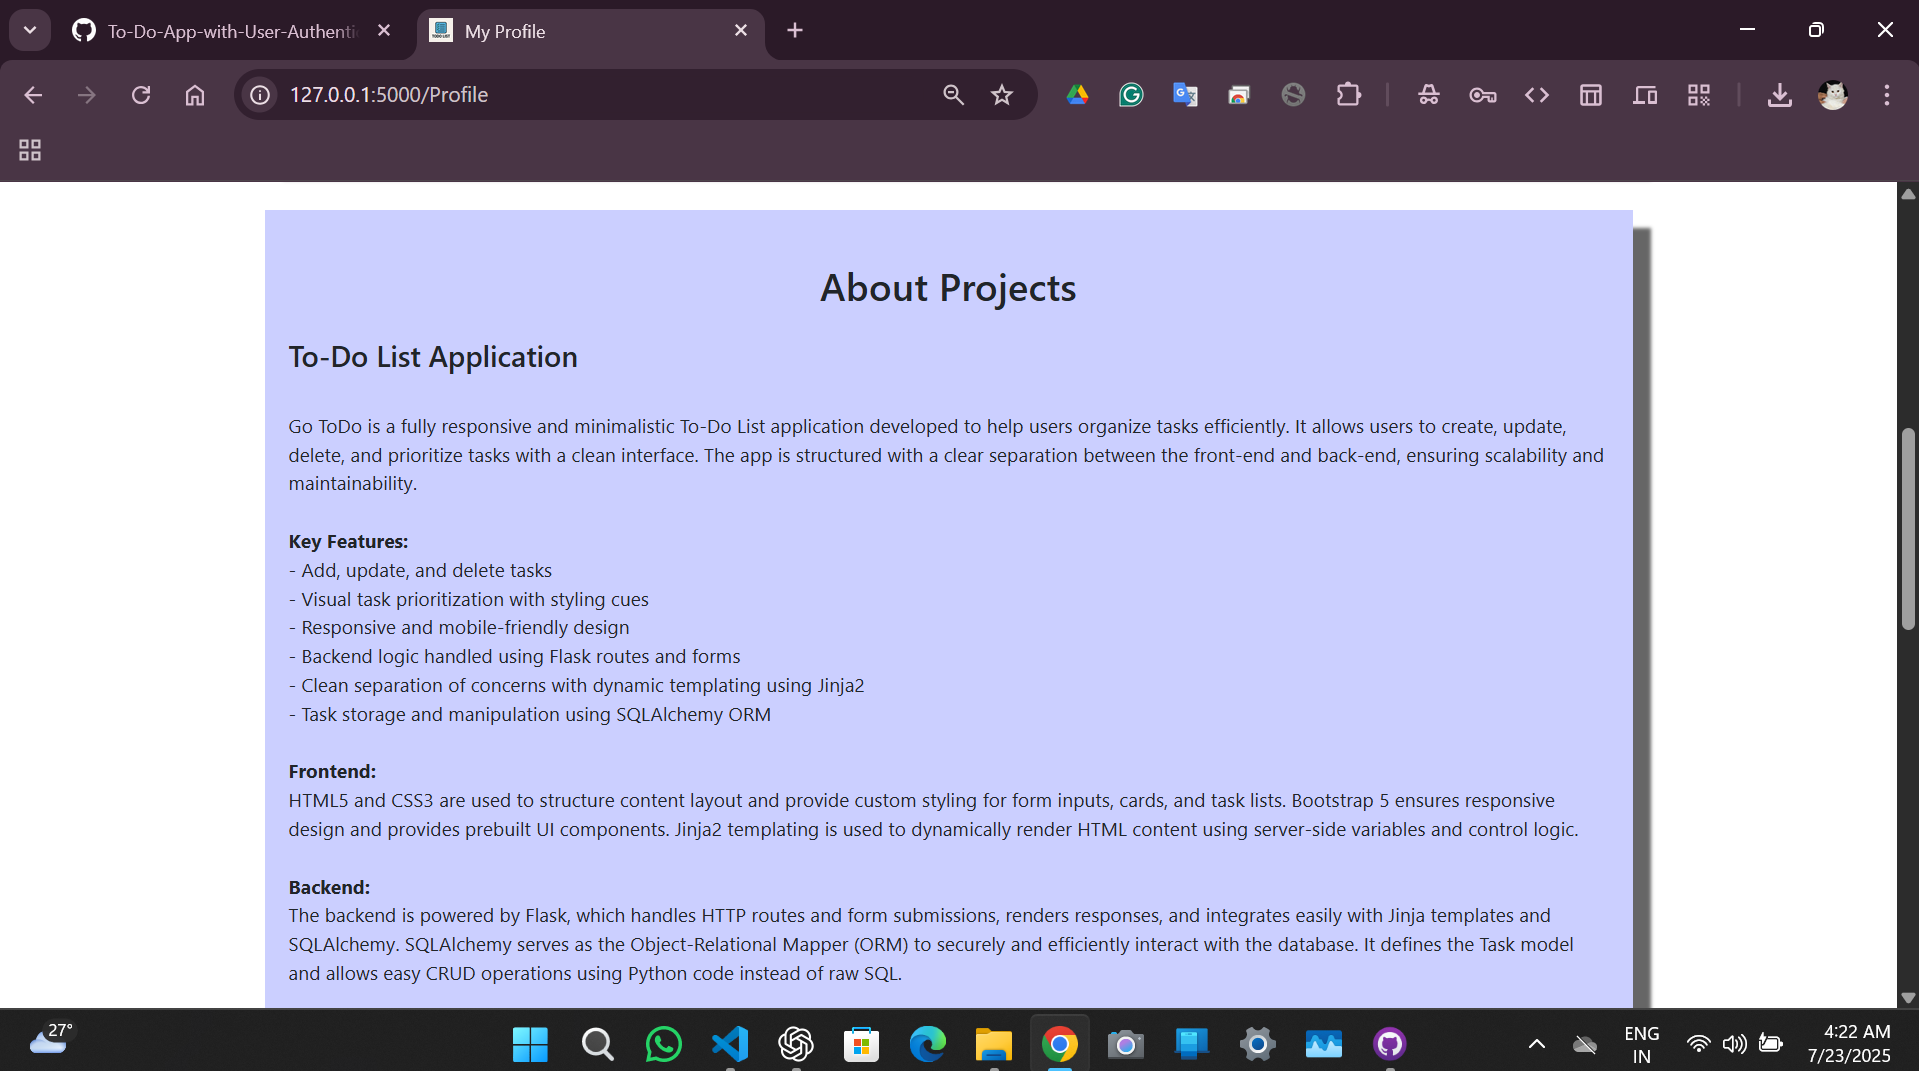 To-Do-App-with-User-Authenti
My Profile
127.0.0.1:5000/Profile
About Projects
To-Do List Application
Go ToDo is a fully responsive and minimalistic To-Do List application developed to help users organize tasks efficiently. It allows users to create, update,
delete, and prioritize tasks with a clean interface. The app is structured with a clear separation between the front-end and back-end, ensuring scalability and
maintainability.
Key Features:
- Add, update, and delete tasks
- Visual task prioritization with styling cues
- Responsive and mobile-friendly design
- Backend logic handled using Flask routes and forms
- Clean separation of concerns with dynamic templating using Jinja2
- Task storage and manipulation using SQLAlchemy ORM
Frontend:
HTML5 and CSS3 are used to structure content layout and provide custom styling for form inputs, cards, and task lists. Bootstrap 5 ensures responsive
design and provides prebuilt UI components. Jinja2 templating is used to dynamically render HTML content using server-side variables and control logic.
Backend:
The backend is powered by Flask, which handles HTTP routes and form submissions, renders responses, and integrates easily with Jinja templates and
SQLAlchemy. SQLAlchemy serves as the Object-Relational Mapper (ORM) to securely and efficiently interact with the database. It defines the Task model
and allows easy CRUD operations using Python code instead of raw SQL.
27°
ENG
IN
4:22 AM
7/23/2025